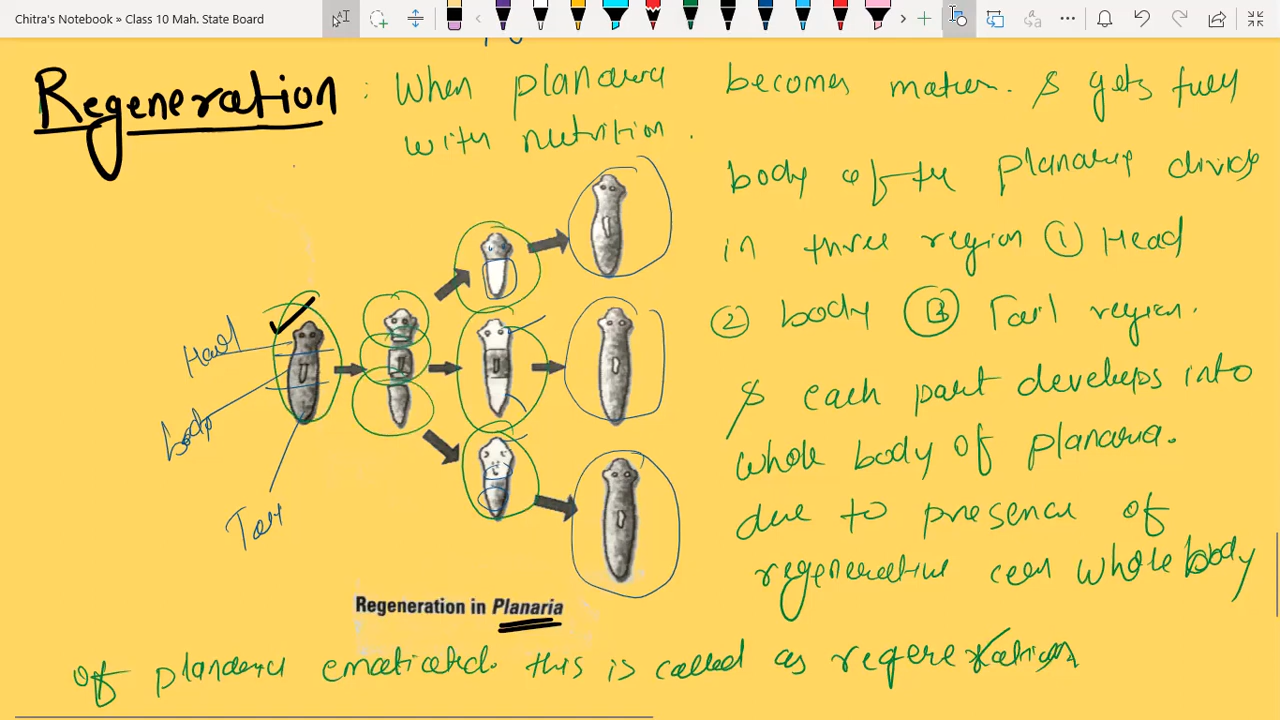 Chitra's Notebook » Class 10 Mah. State Board
Regeneration : When planaria becomes mature & gets fully
with nutrition.
body of the planaria divide
in three region ① Head
② body ③ Tail region.
Head
body
Tail
& each part develops into
whole body of planaria.
due to presence of
regenerative cell whole body
Regeneration in Planaria
of planaria this is called as regeneration